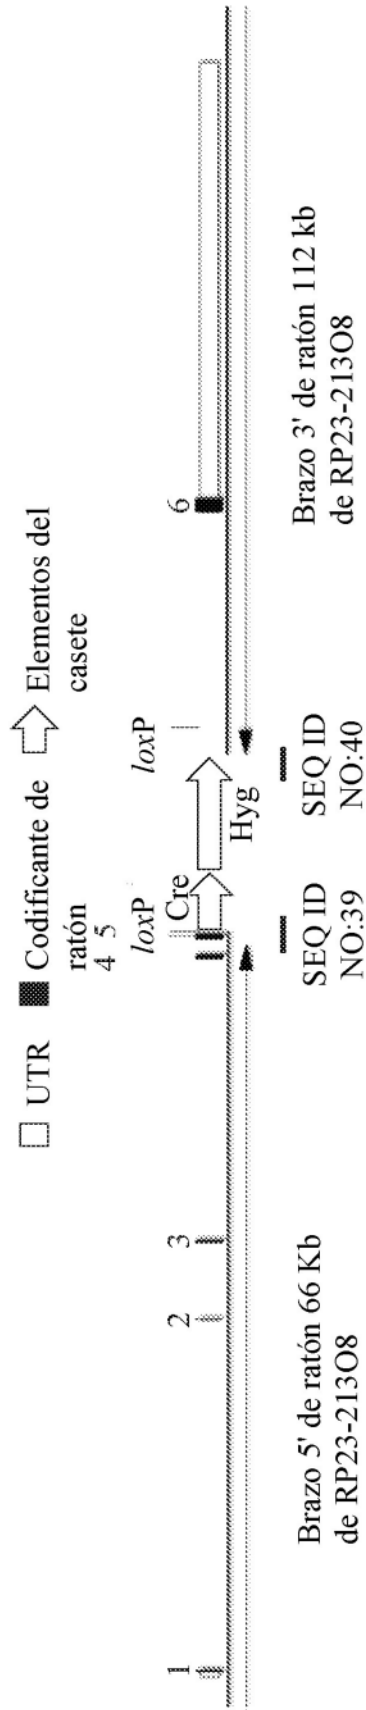 UTR
Codificante de
ratón
Elementos del
casete
1
2
3
4 5
loxP
Cre
Hyg
loxP
6
SEQ ID
NO:39
SEQ ID
NO:40
Brazo 5' de ratón 66 Kb
de RP23-213O8
Brazo 3' de ratón 112 kb
de RP23-213O8